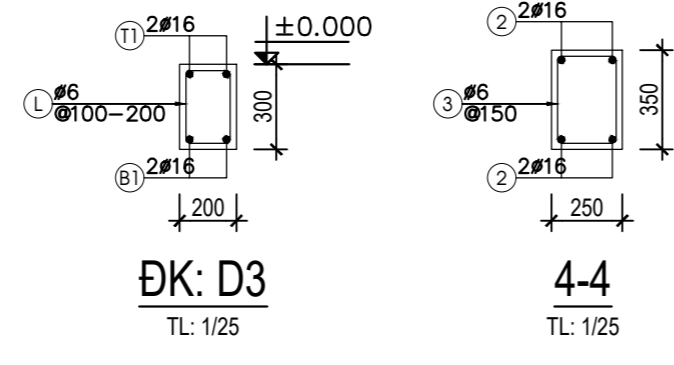 T1 2ø16
±0.000
L ø6
@100-200
300
B1 2ø16
200
ĐK: D3
TL: 1/25
2 2ø16
3 ø6
@150
350
2 2ø16
250
4-4
TL: 1/25